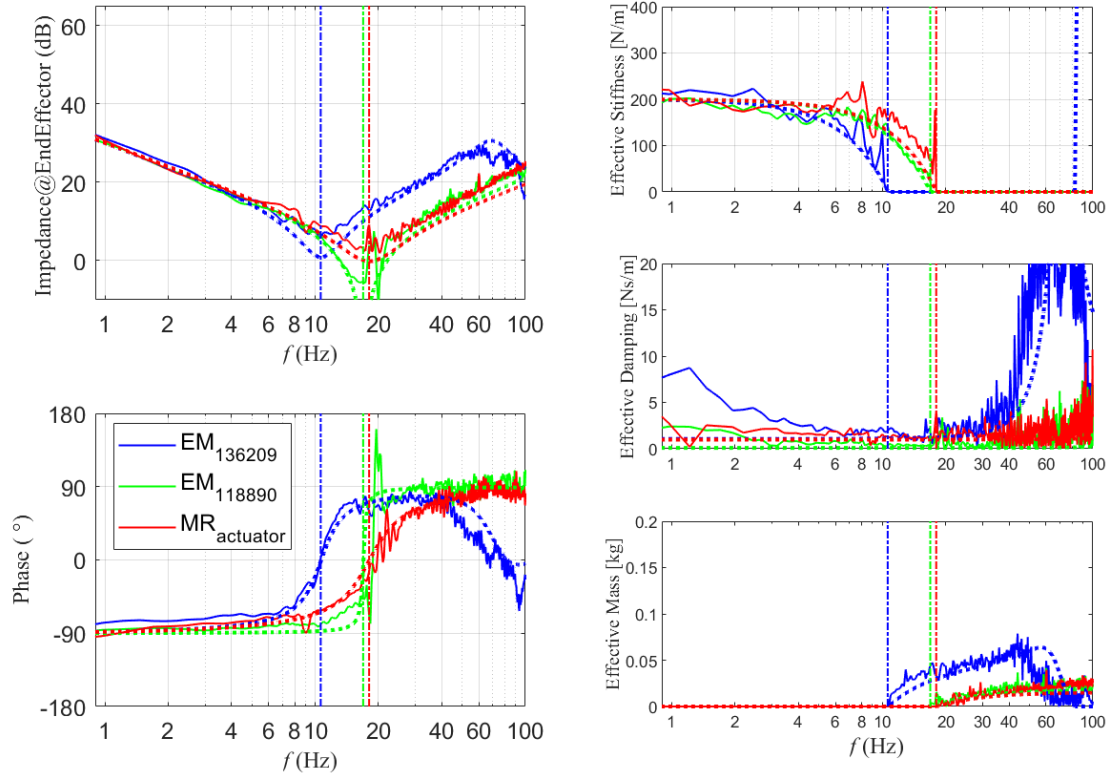 Impedance@EndEffector (dB)
60
40
20
0
1 2 4 6 8 10 20 40 60 100
f (Hz)
Phase ( °)
180
90
0
-90
-180
EM136209
EM118890
MRactuator
1 2 4 6 8 10 20 40 60 100
f (Hz)
Effective Stiffness [N/m]
400
300
200
100
0
1 2 4 6 8 10 20 30 40 60 100
Effective Damping [Ns/m]
20
15
10
5
0
1 2 4 6 8 10 20 30 40 60 100
Effective Mass [kg]
0.2
0.15
0.1
0.05
0
1 2 4 6 8 10 20 30 40 60 100
f (Hz)